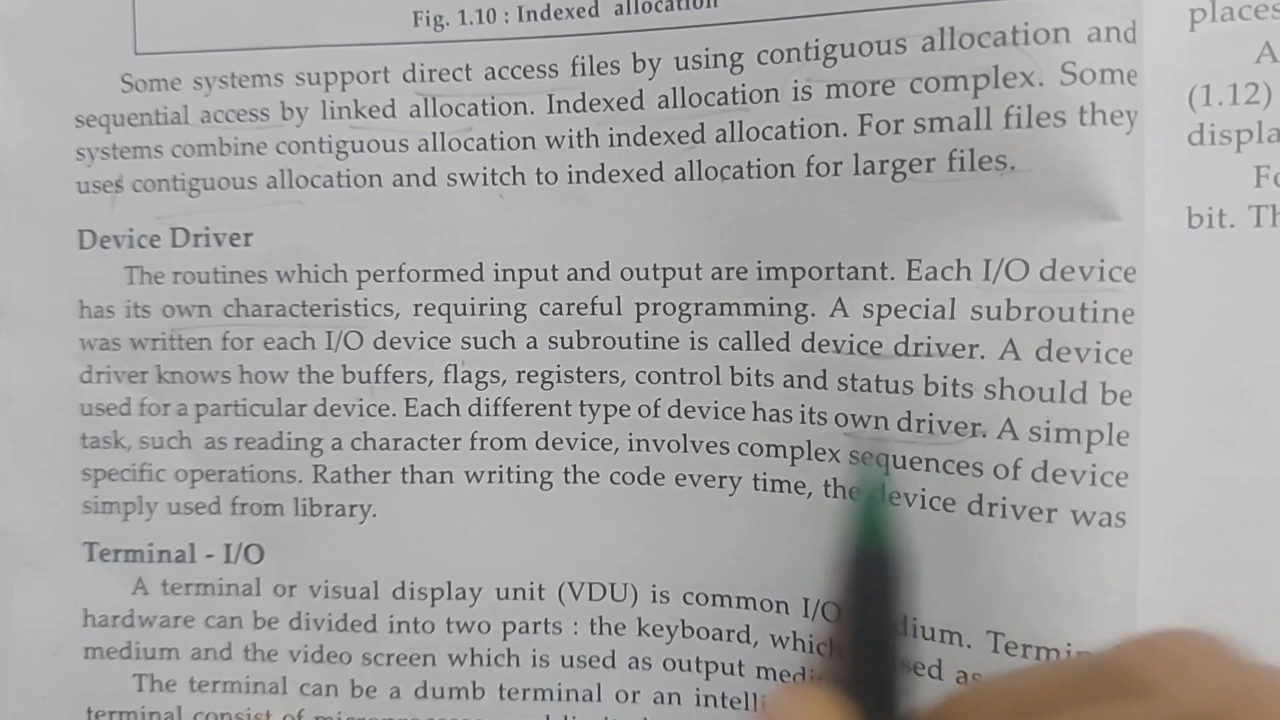 Fig. 1.10 : Indexed allocation
Some systems support direct access files by using contiguous allocation and
sequential access by linked allocation. Indexed allocation is more complex. Some
systems combine contiguous allocation with indexed allocation. For small files they
uses contiguous allocation and switch to indexed allocation for larger files.
Device Driver
The routines which performed input and output are important. Each I/O device
has its own characteristics, requiring careful programming. A special subroutine
was written for each I/O device such a subroutine is called device driver. A device
driver knows how the buffers, flags, registers, control bits and status bits should be
used for a particular device. Each different type of device has its own driver. A simple
task, such as reading a character from device, involves complex sequences of device
specific operations. Rather than writing the code every time, the device driver was
simply used from library.
Terminal - I/O
A terminal or visual display unit (VDU) is common I/O
hardware can be divided into two parts : the keyboard, which
medium and the video screen which is used as output
The terminal can be a dumb terminal or an
terminal consist of
places
A
(1.12)
bit.